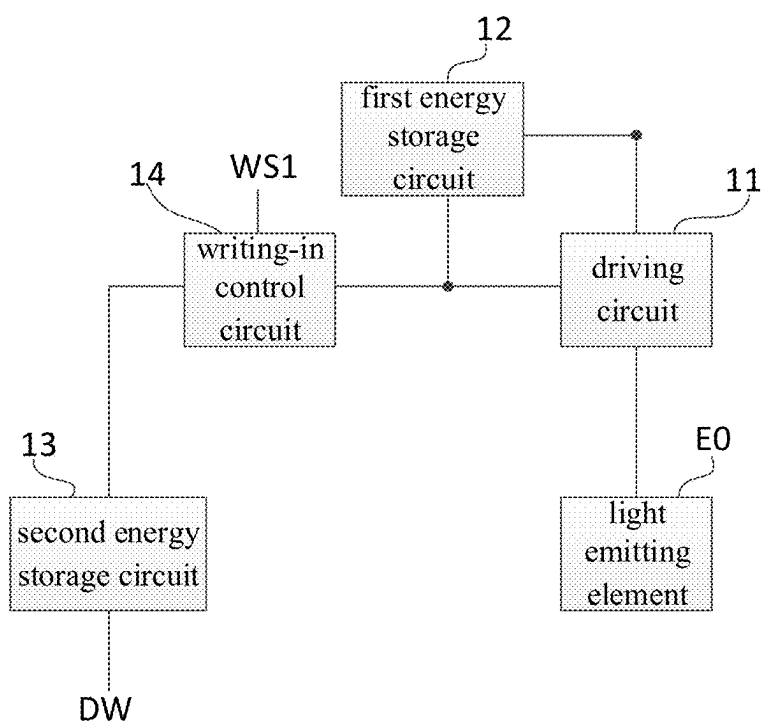 12
first energy
storage
circuit
WS1
14
11
writing-in
control
circuit
driving
circuit
13
E0
second energy
storage circuit
light
emitting
element
DW